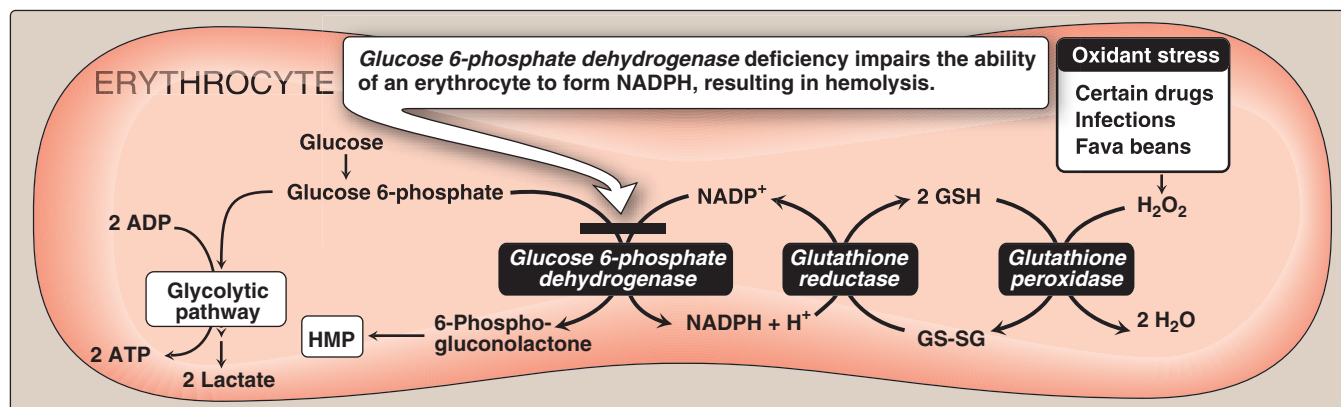 Glucose 6-phosphate dehydrogenase deficiency impairs the ability
of an erythrocyte to form NADPH, resulting in hemolysis.
Oxidant stress
Certain drugs
Infections
Fava beans
ERYTHROCYTE
Glucose
Glucose 6-phosphate
NADP+
2 GSH
H2O2
2 ADP
Glycolytic
pathway
Glucose 6-phosphate
dehydrogenase
Glutathione
reductase
Glutathione
peroxidase
2 ATP
2 Lactate
HMP
6-Phospho-
gluconolactone
NADPH + H+
GS-SG
2 H2O